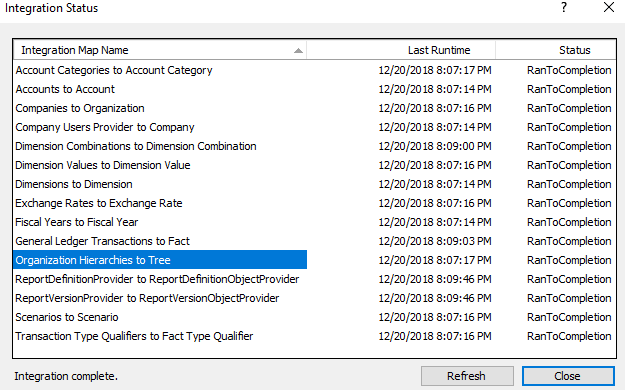 Integration Status ? ×
Integration Map Name Last Runtime Status
Account Categories to Account Category 12/20/2018 8:07:17 PM RanToCompletion
Accounts to Account 12/20/2018 8:07:14 PM RanToCompletion
Companies to Organization 12/20/2018 8:07:16 PM RanToCompletion
Company Users Provider to Company 12/20/2018 8:07:14 PM RanToCompletion
Dimension Combinations to Dimension Combination 12/20/2018 8:09:00 PM RanToCompletion
Dimension Values to Dimension Value 12/20/2018 8:07:16 PM RanToCompletion
Dimensions to Dimension 12/20/2018 8:07:14 PM RanToCompletion
Exchange Rates to Exchange Rate 12/20/2018 8:07:16 PM RanToCompletion
Fiscal Years to Fiscal Year 12/20/2018 8:07:14 PM RanToCompletion
General Ledger Transactions to Fact 12/20/2018 8:09:03 PM RanToCompletion
Organization Hierarchies to Tree 12/20/2018 8:07:17 PM RanToCompletion
ReportDefinitionProvider to ReportDefinitionObjectProvider 12/20/2018 8:09:46 PM RanToCompletion
ReportVersionProvider to ReportVersionObjectProvider 12/20/2018 8:09:46 PM RanToCompletion
Scenarios to Scenario 12/20/2018 8:07:16 PM RanToCompletion
Transaction Type Qualifiers to Fact Type Qualifier 12/20/2018 8:07:16 PM RanToCompletion
Integration complete. Refresh Close